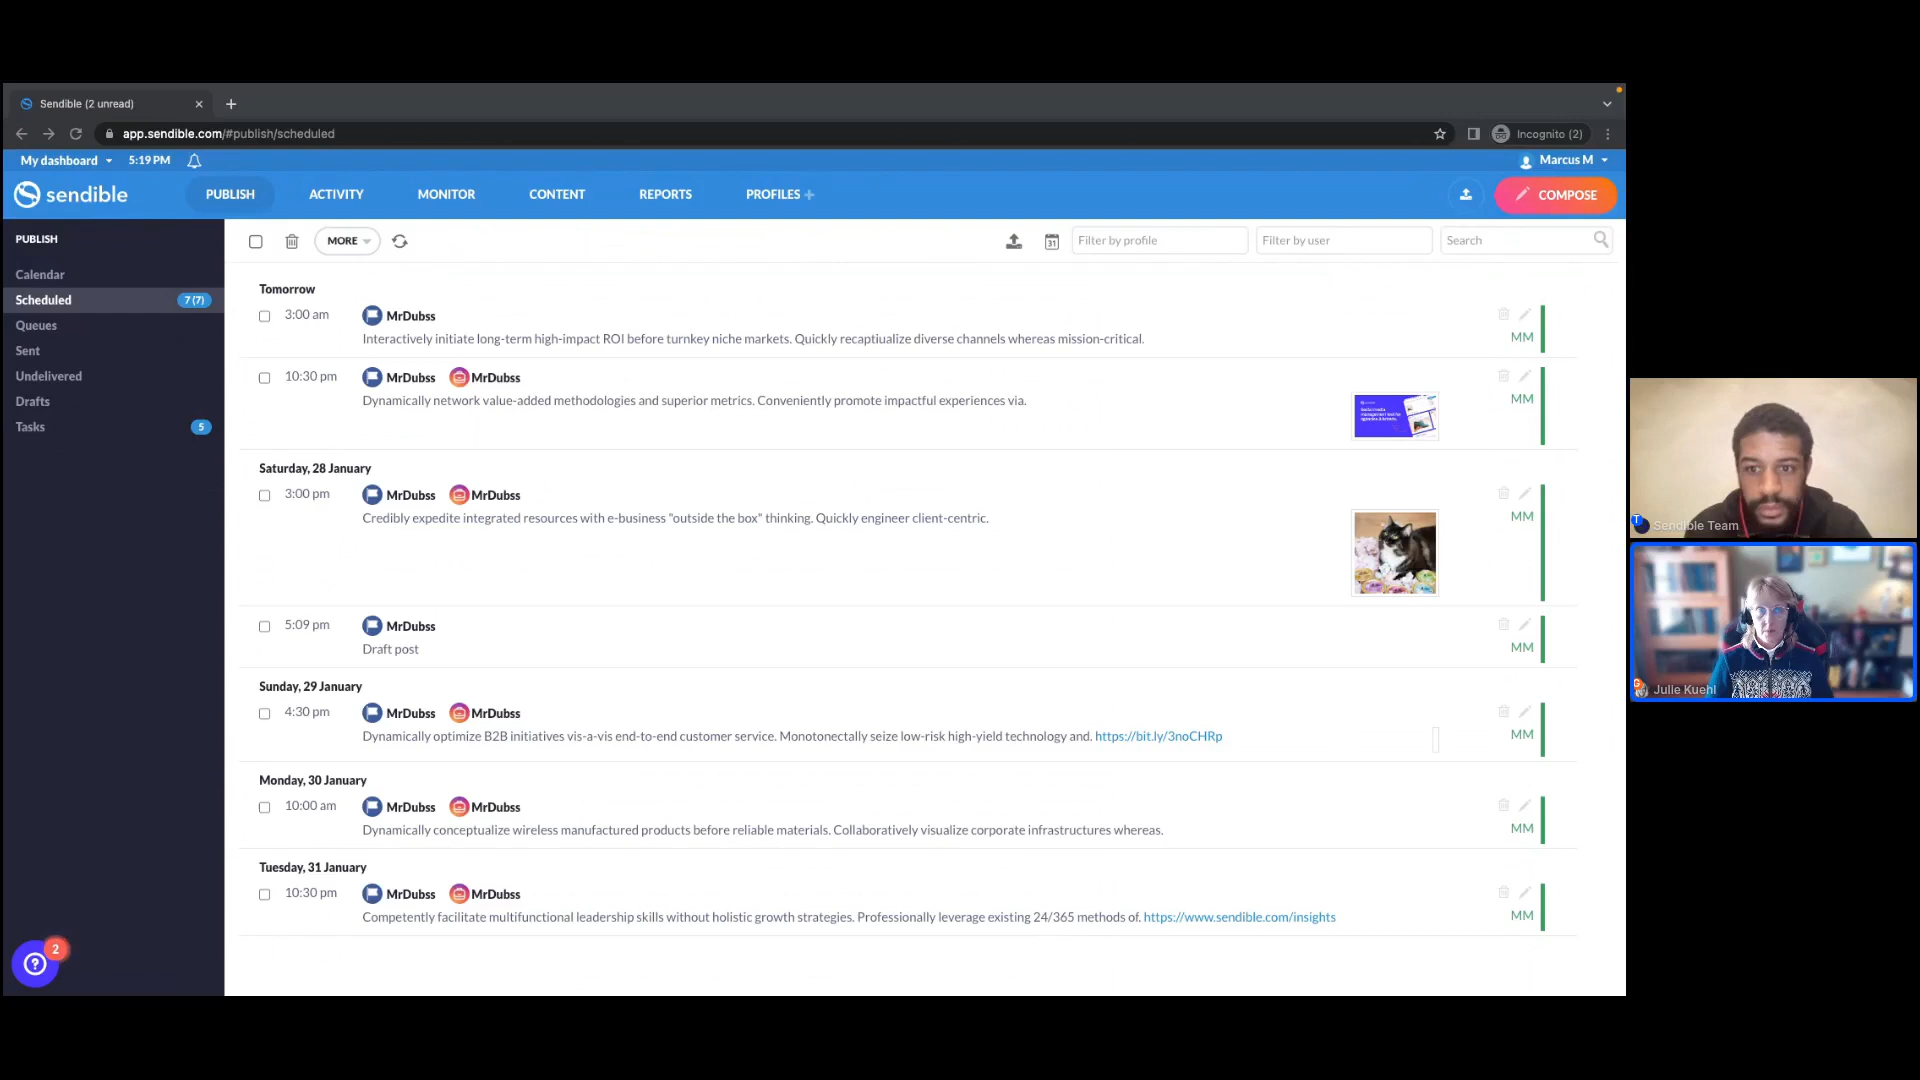 Sendible (2 unread)
app.sendible.com/#publish/scheduled
Incognito (2)
My dashboard 5:19 PM
Marcus M
sendible
PUBLISH ACTIVITY MONITOR CONTENT REPORTS PROFILES
COMPOSE
PUBLISH
Calendar
Scheduled 7 (7)
Queues
Sent
Undelivered
Drafts
Tasks 5
2
MORE
31
Filter by profile
Filter by user
Search
Tomorrow
3:00 am MrDubss
Interactively initiate long-term high-impact ROI before turnkey niche markets. Quickly recaptiualize diverse channels whereas mission-critical.
MM
10:30 pm MrDubss MrDubss
Dynamically network value-added methodologies and superior metrics. Conveniently promote impactful experiences via.
MM
Saturday, 28 January
3:00 pm MrDubss MrDubss
Credibly expedite integrated resources with e-business "outside the box" thinking. Quickly engineer client-centric.
MM
5:09 pm MrDubss
Draft post
MM
Sunday, 29 January
4:30 pm MrDubss MrDubss
Dynamically optimize B2B initiatives vis-a-vis end-to-end customer service. Monotonectally seize low-risk high-yield technology and. https://bit.ly/3noCHRp
MM
Monday, 30 January
10:00 am MrDubss MrDubss
Dynamically conceptualize wireless manufactured products before reliable materials. Collaboratively visualize corporate infrastructures whereas.
MM
Tuesday, 31 January
10:30 pm MrDubss MrDubss
Competently facilitate multifunctional leadership skills without holistic growth strategies. Professionally leverage existing 24/365 methods of. https://www.sendible.com/insights
MM
Sendible Team
Julie Kuehl